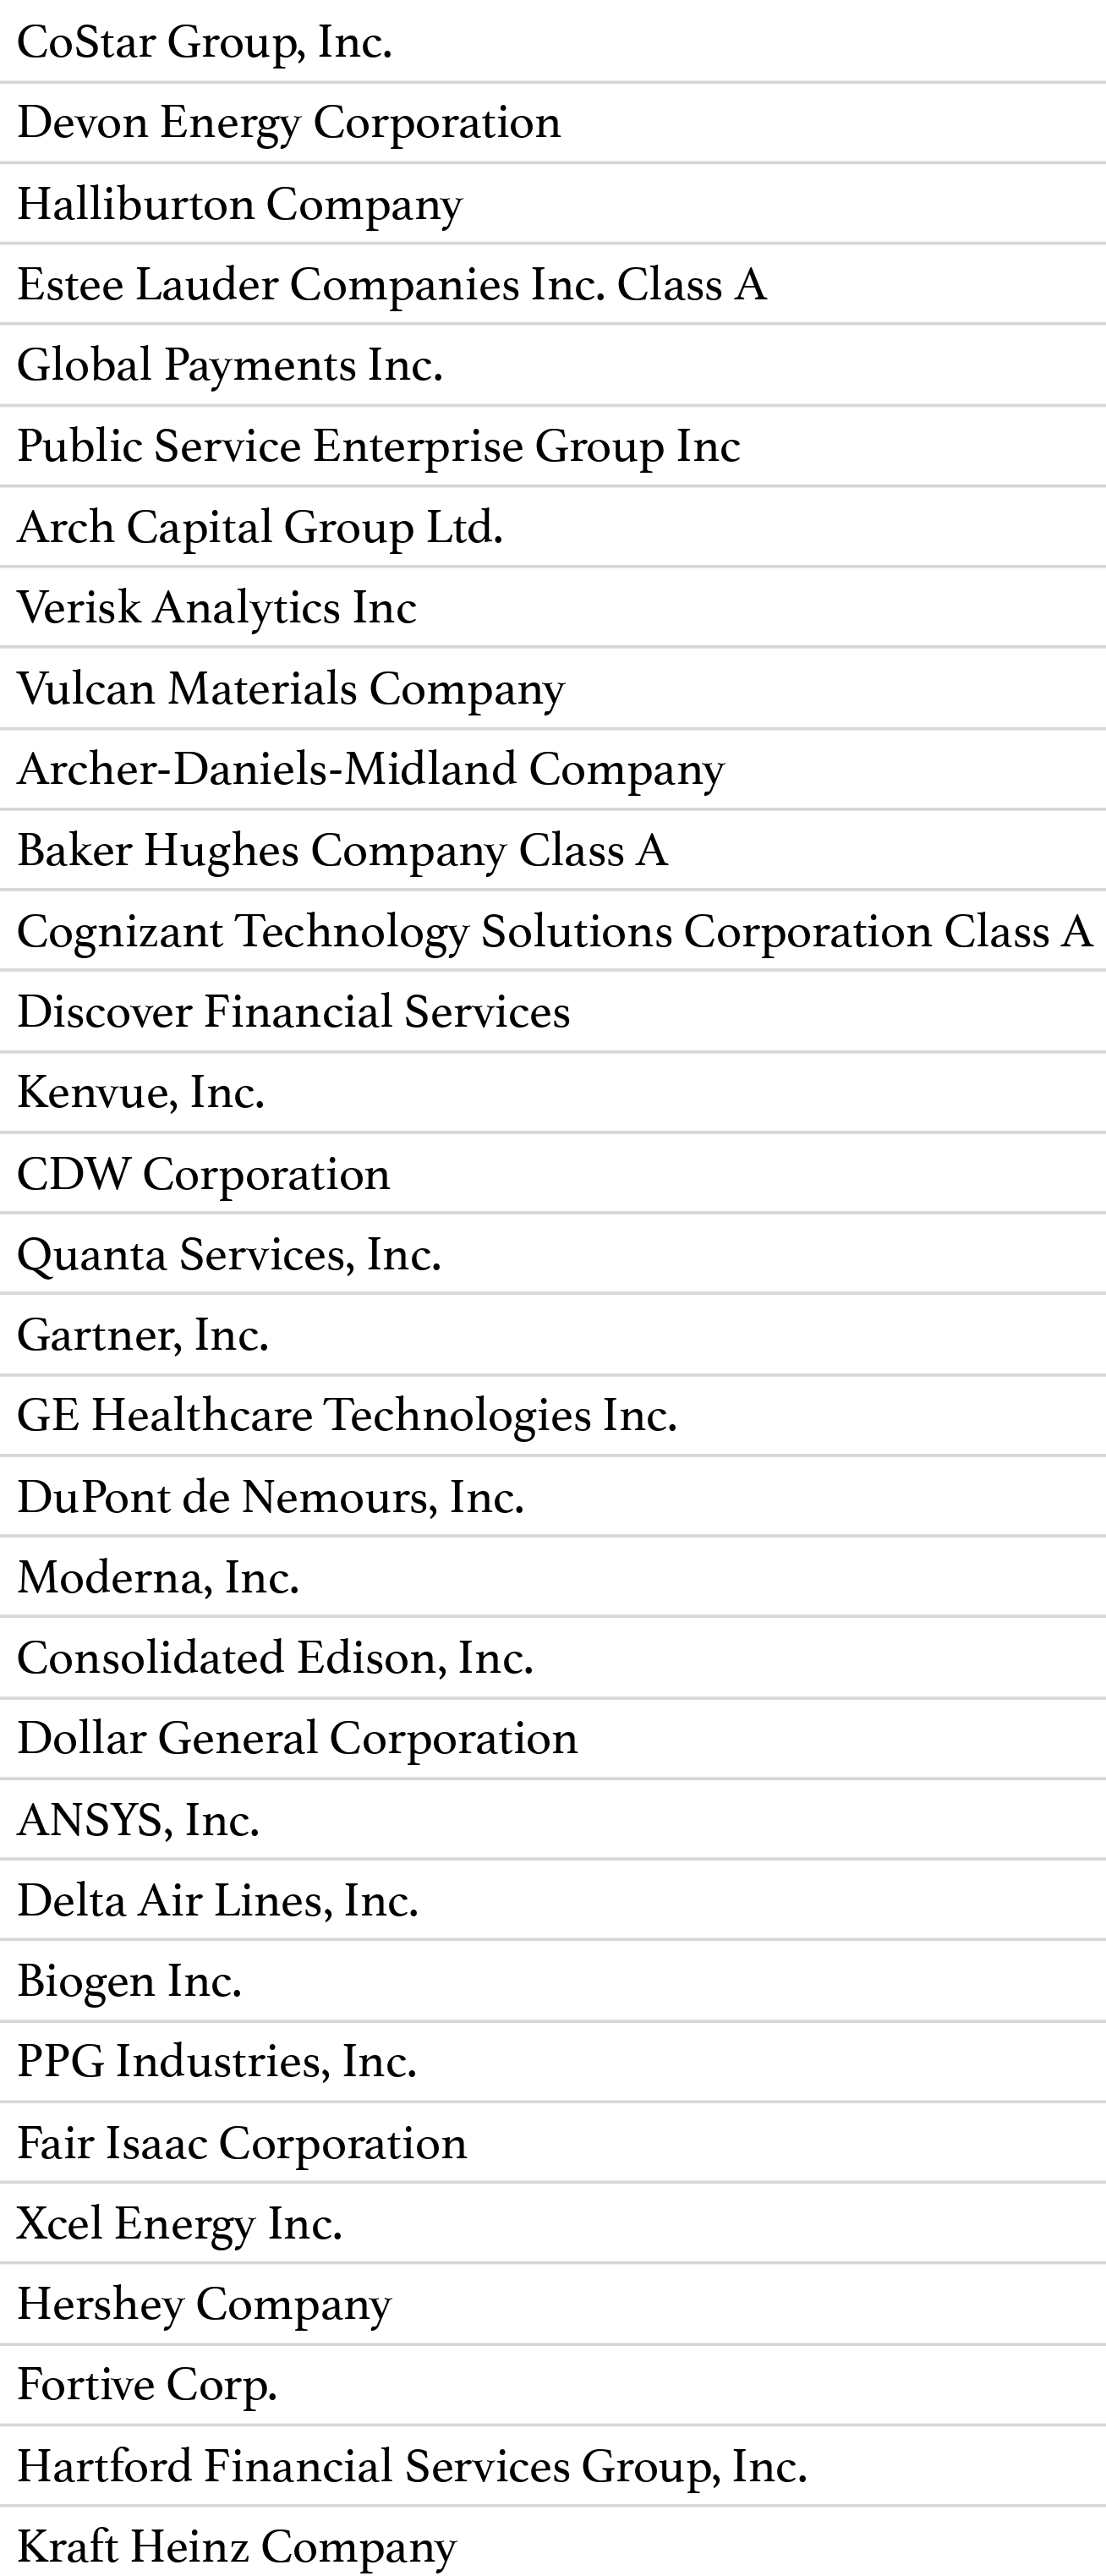 CoStar Group, Inc.
Devon Energy Corporation
Halliburton Company
Estee Lauder Companies Inc. Class A
Global Payments Inc.
Public Service Enterprise Group Inc
Arch Capital Group Ltd.
Verisk Analytics Inc
Vulcan Materials Company
Archer-Daniels-Midland Company
Baker Hughes Company Class A
Cognizant Technology Solutions Corporation Class A
Discover Financial Services
Kenvue, Inc.
CDW Corporation
Quanta Services, Inc.
Gartner, Inc.
GE Healthcare Technologies Inc.
DuPont de Nemours, Inc.
Moderna, Inc.
Consolidated Edison, Inc.
Dollar General Corporation
ANSYS, Inc.
Delta Air Lines, Inc.
Biogen Inc.
PPG Industries, Inc.
Fair Isaac Corporation
Xcel Energy Inc.
Hershey Company
Fortive Corp.
Hartford Financial Services Group, Inc.
Kraft Heinz Company